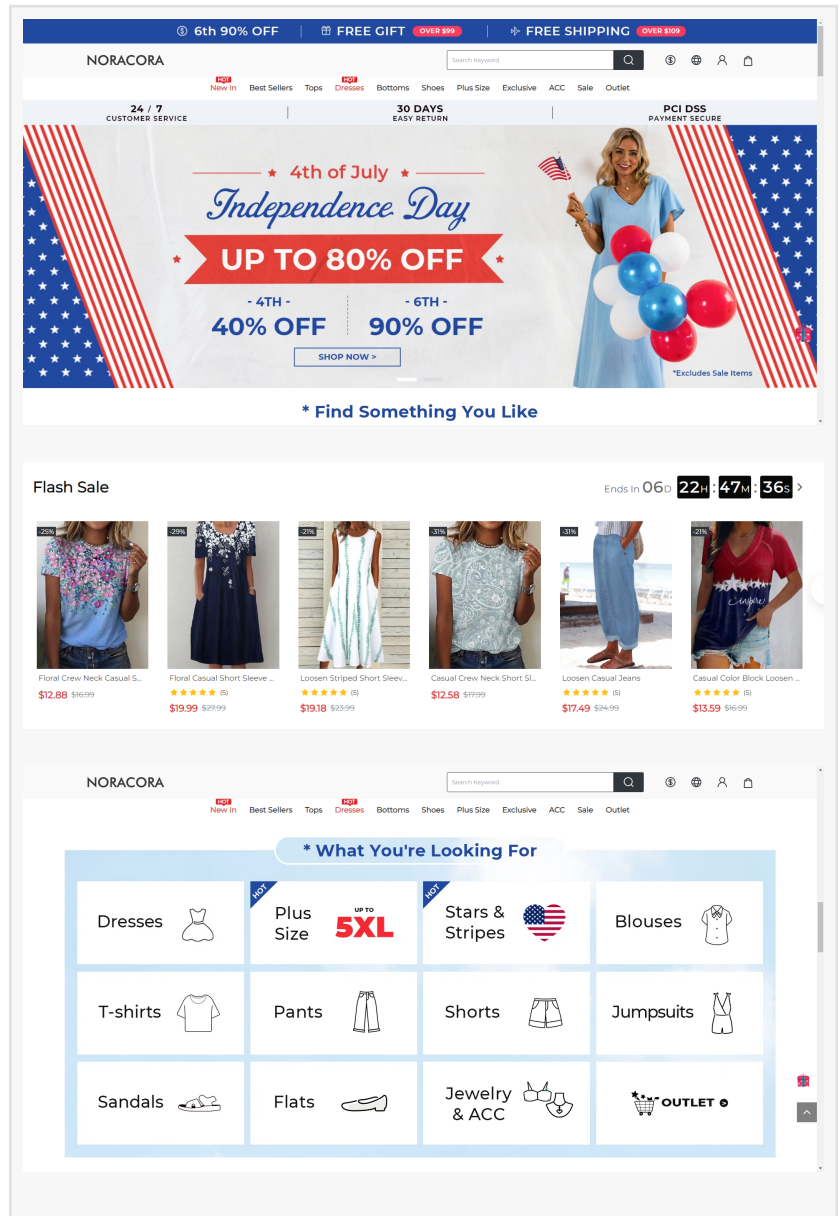 6th 90% OFF FREE GIFT OVER $99 FREE SHIPPING OVER $109
NORACORA Search Keyword
HOT HOT
New In Best Sellers Tops Dresses Bottoms Shoes Plus Size Exclusive ACC Sale Outlet
24 / 7 30 DAYS PCI DSS
CUSTOMER SERVICE EASY RETURN PAYMENT SECURE
4th of July
Independence Day
UP TO 80% OFF
- 4TH - - 6TH -
40% OFF 90% OFF
SHOP NOW >
*Excludes Sale Items
* Find Something You Like
Flash Sale Ends In 06D 22H : 47M : 36S >
-25% -29% -21% -31% -31% -21%
Inspire
Floral Crew Neck Casual S... Floral Casual Short Sleeve ... Loosen Striped Short Sleev... Casual Crew Neck Short Sl... Loosen Casual Jeans Casual Color Block Loosen ...
$12.88 $16.99 (5) (5) $12.58 $17.99 (5) (5)
$19.99 $27.99 $19.18 $23.99 $17.49 $24.99 $13.59 $16.99
NORACORA Search Keyword
HOT HOT
New In Best Sellers Tops Dresses Bottoms Shoes Plus Size Exclusive ACC Sale Outlet
* What You're Looking For
Dresses
HOT
Plus
Size
UP TO
5XL
HOT
Stars &
Stripes
Blouses
T-shirts
Pants
Shorts
Jumpsuits
Sandals
Flats
Jewelry
& ACC
OUTLET